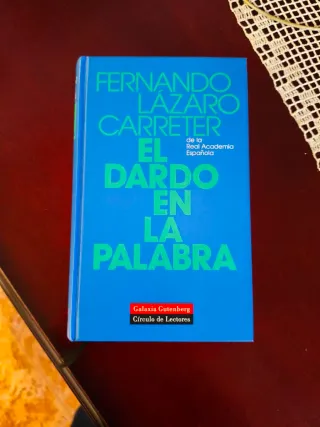 FERNANDO
LÁZARO
CARRETER
de la
Real Academia
Española
EL
DARDO
EN
LA
PALABRA
Galaxia Gutenberg
Círculo de Lectores